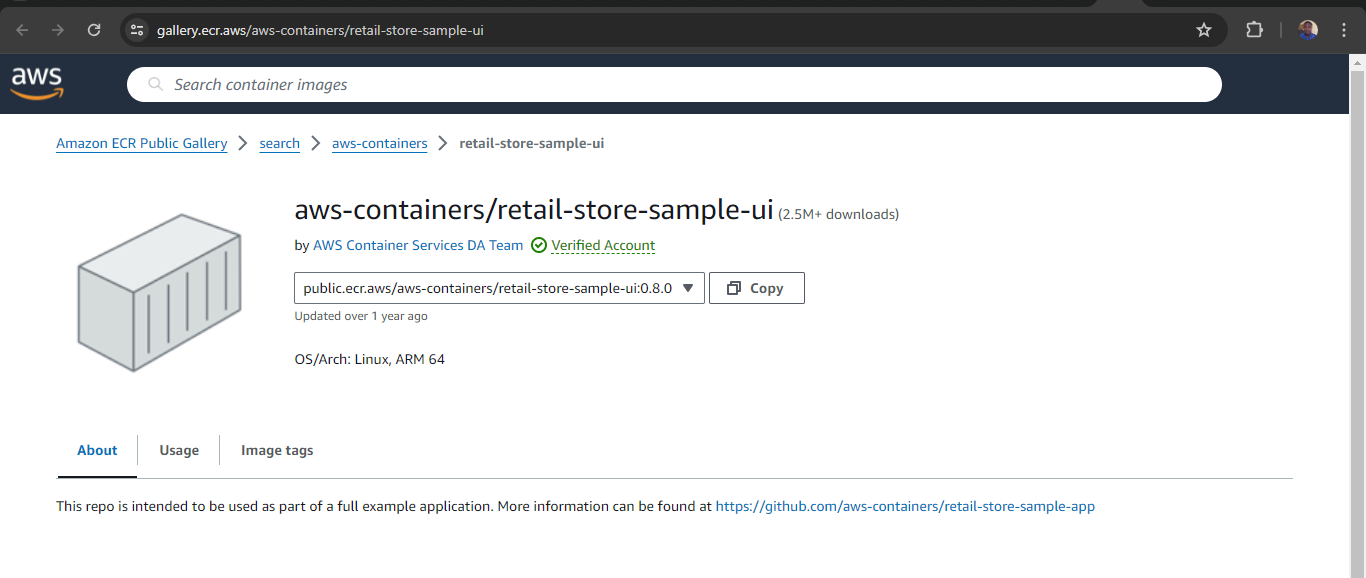 gallery.ecr.aws/aws-containers/retail-store-sample-ui
aws
Search container images
Amazon ECR Public Gallery > search > aws-containers > retail-store-sample-ui
aws-containers/retail-store-sample-ui (2.5M+ downloads)
by AWS Container Services DA Team Verified Account
public.ecr.aws/aws-containers/retail-store-sample-ui:0.8.0 Copy
Updated over 1 year ago
OS/Arch: Linux, ARM 64
About Usage Image tags
This repo is intended to be used as part of a full example application. More information can be found at https://github.com/aws-containers/retail-store-sample-app